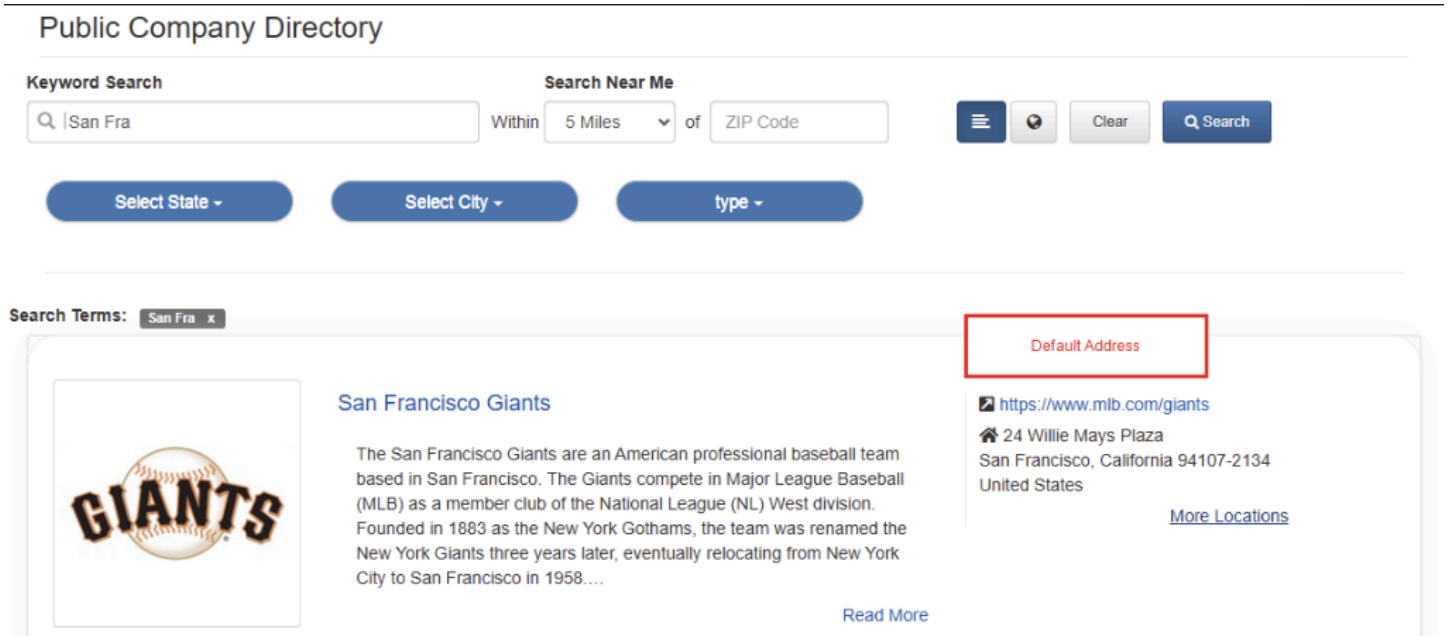 Public Company Directory
Keyword Search
Search Near Me
San Fra
Within
5 Miles
of
ZIP Code
Clear
Search
Select State
Select City
type
Search Terms:
San Fra x
Default Address
GIANTS
San Francisco Giants
The San Francisco Giants are an American professional baseball team
based in San Francisco. The Giants compete in Major League Baseball
(MLB) as a member club of the National League (NL) West division.
Founded in 1883 as the New York Gothams, the team was renamed the
New York Giants three years later, eventually relocating from New York
City to San Francisco in 1958....
Read More
https://www.mlb.com/giants
24 Willie Mays Plaza
San Francisco, California 94107-2134
United States
More Locations